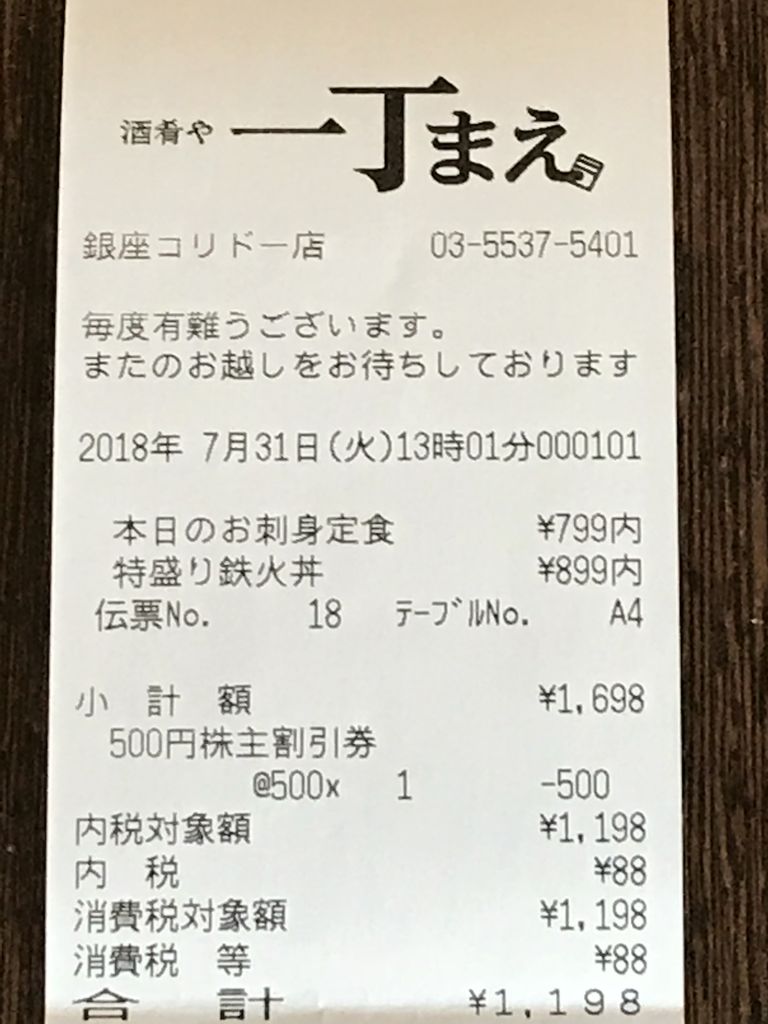 酒肴や 一丁まえ
銀座コリドー店 03-5537-5401
毎度有難うございます。
またのお越しをお待ちしております
2018年 7月31日(火)13時01分000101
本日のお刺身定食 ¥799内
特盛り鉄火丼 ¥899内
伝票No. 18 ﾃｰﾌﾞﾙNo. A4
小 計 額 ¥1,698
500円株主割引券
@500x 1 -500
内税対象額 ¥1,198
内 税 ¥88
消費税対象額 ¥1,198
消費税 等 ¥88
合 計 ¥1,198